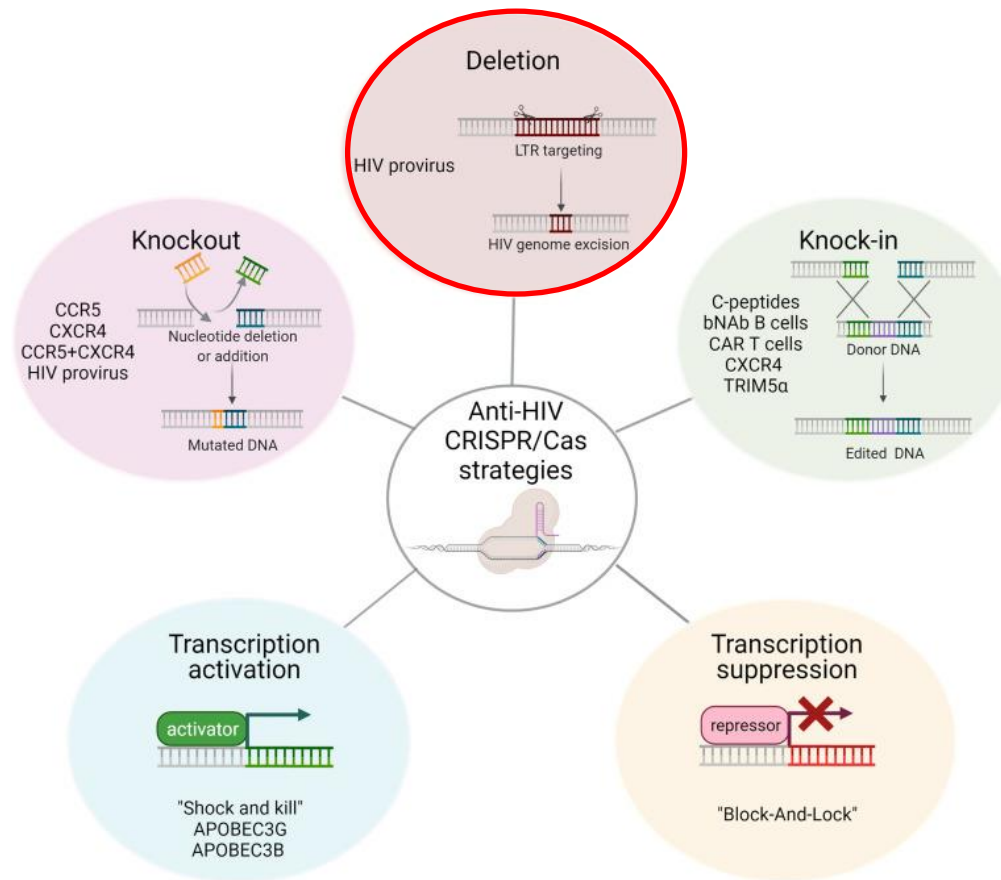 Deletion
LTR targeting
HIV provirus
HIV genome excision
Knockout
CCR5
CXCR4
CCR5+CXCR4
HIV provirus
Nucleotide deletion
or addition
Mutated DNA
Knock-in
C-peptides
bNAb B cells
CAR T cells
CXCR4
TRIM5α
Donor DNA
Edited DNA
Anti-HIV
CRISPR/Cas
strategies
Transcription
activation
activator
"Shock and kill"
APOBEC3G
APOBEC3B
Transcription
suppression
repressor
"Block-And-Lock"